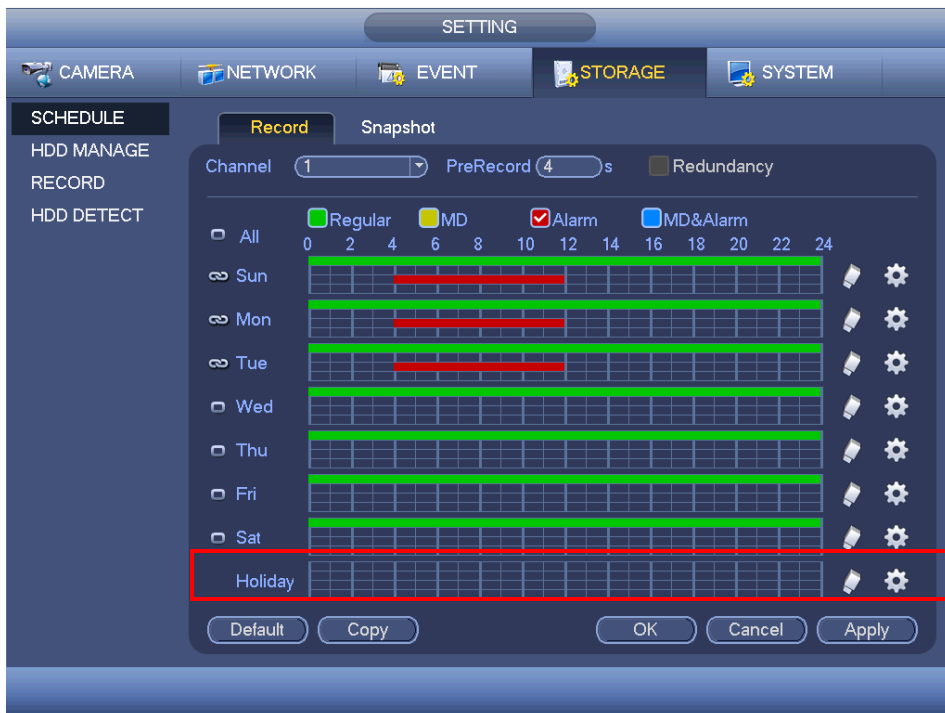 SETTING
CAMERA NETWORK EVENT STORAGE SYSTEM
SCHEDULE
HDD MANAGE
RECORD
HDD DETECT
Record Snapshot
Channel 1 PreRecord 4 s Redundancy
Regular MD Alarm MD&Alarm
All 0 2 4 6 8 10 12 14 16 18 20 22 24
Sun
Mon
Tue
Wed
Thu
Fri
Sat
Holiday
Default Copy OK Cancel Apply